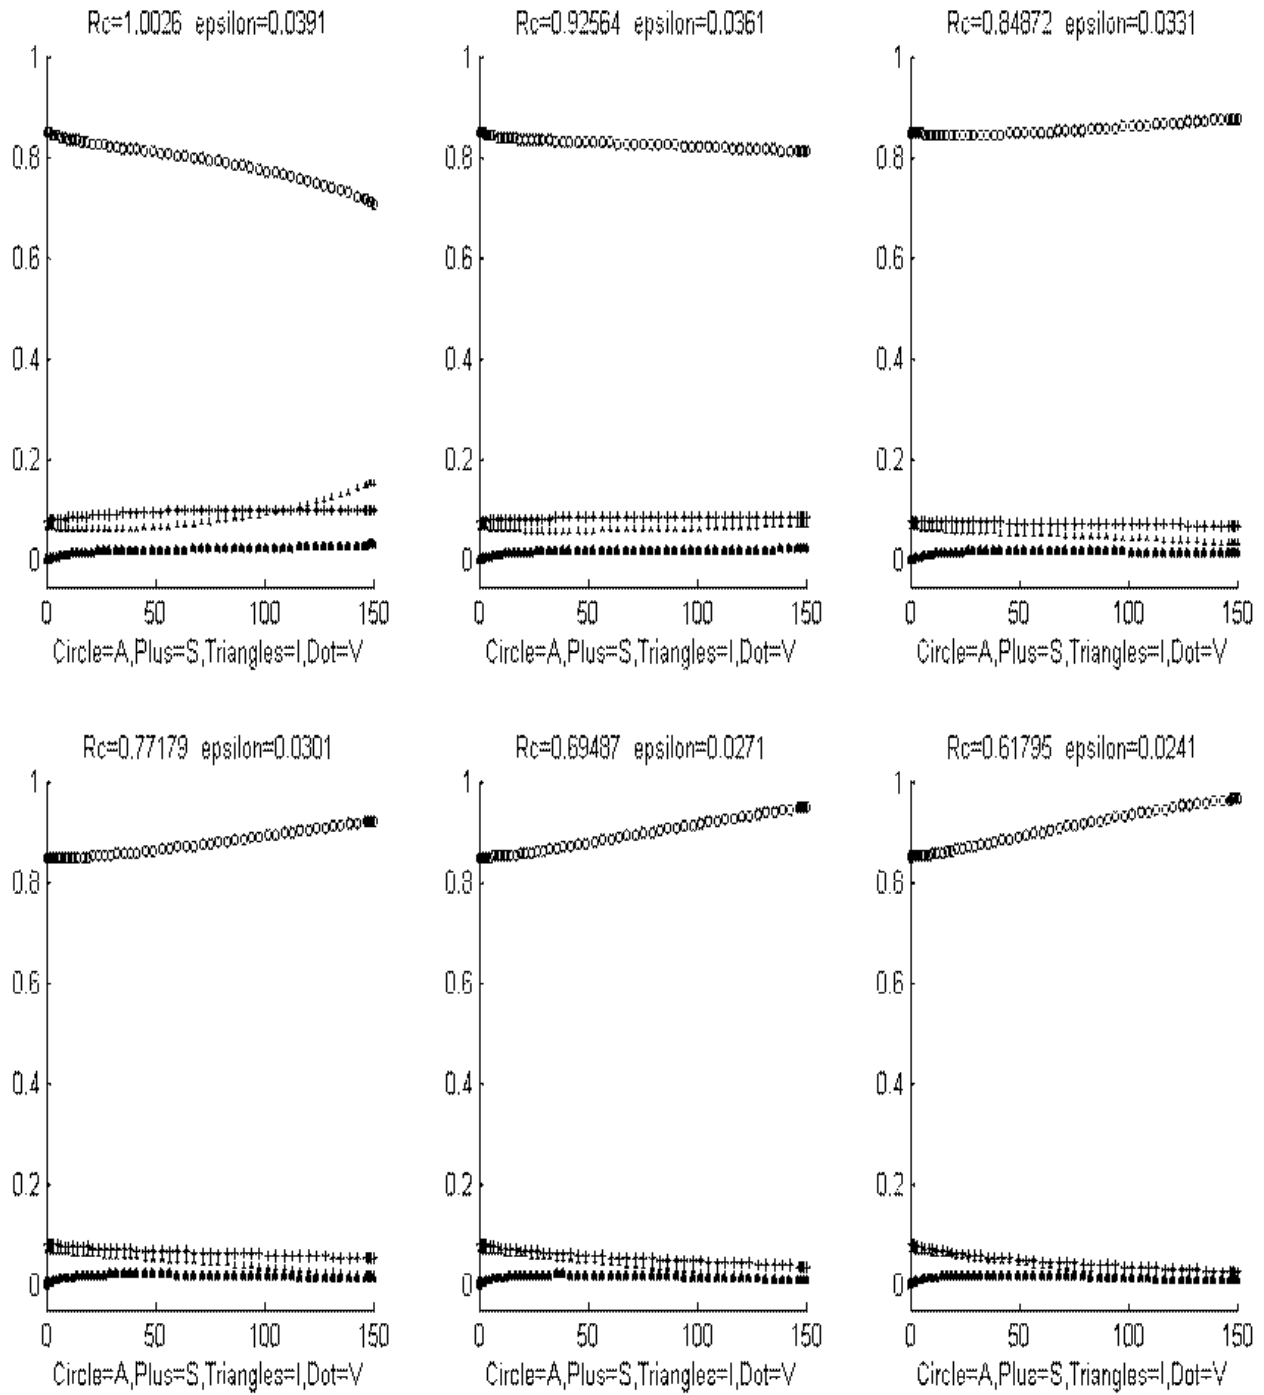 Rc=1.0026 epsilon=0.0391
1
0.8
0.6
0.4
0.2
0
0 50 100 150
Circle=A,Plus=S,Triangles=I,Dot=V
Rc=0.92564 epsilon=0.0361
1
0.8
0.6
0.4
0.2
0
0 50 100 150
Circle=A,Plus=S,Triangles=I,Dot=V
Rc=0.84872 epsilon=0.0331
1
0.8
0.6
0.4
0.2
0
0 50 100 150
Circle=A,Plus=S,Triangles=I,Dot=V
Rc=0.77179 epsilon=0.0301
1
0.8
0.6
0.4
0.2
0
0 50 100 150
Circle=A,Plus=S,Triangles=I,Dot=V
Rc=0.69487 epsilon=0.0271
1
0.8
0.6
0.4
0.2
0
0 50 100 150
Circle=A,Plus=S,Triangles=I,Dot=V
Rc=0.61795 epsilon=0.0241
1
0.8
0.6
0.4
0.2
0
0 50 100 150
Circle=A,Plus=S,Triangles=I,Dot=V